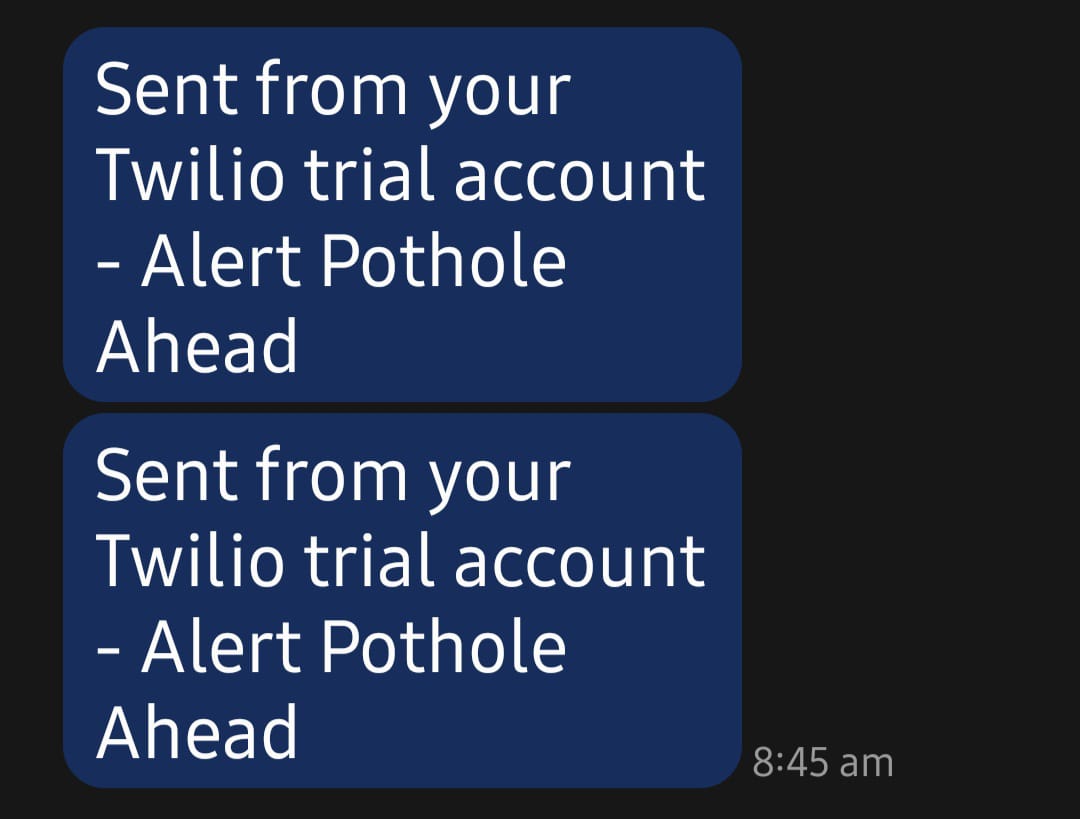 Sent from your
Twilio trial account
- Alert Pothole
Ahead
Sent from your
Twilio trial account
- Alert Pothole
Ahead
8:45 am